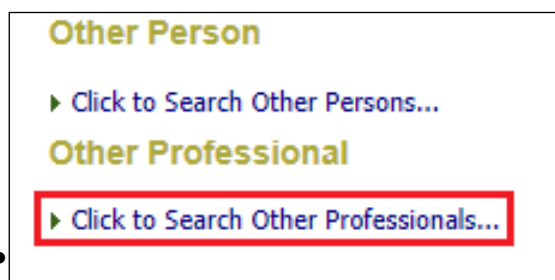 Other Person
Click to Search Other Persons...
Other Professional
Click to Search Other Professionals...